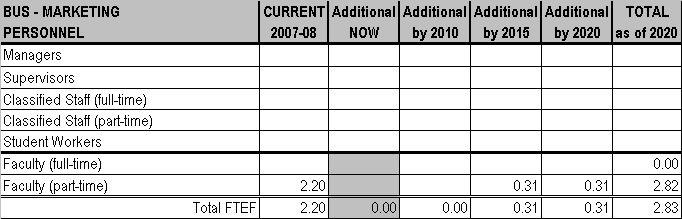 BUS - MARKETING CURRENT Additional Additional Additional Additional TOTAL
PERSONNEL 2007-08 NOW by 2010 by 2015 by 2020 as of 2020
Managers
Supervisors
Classified Staff (full-time)
Classified Staff (part-time)
Student Workers
Faculty (full-time) 0.00
Faculty (part-time) 2.20 0.31 0.31 2.82
Total FTEF 2.20 0.00 0.00 0.31 0.31 2.83